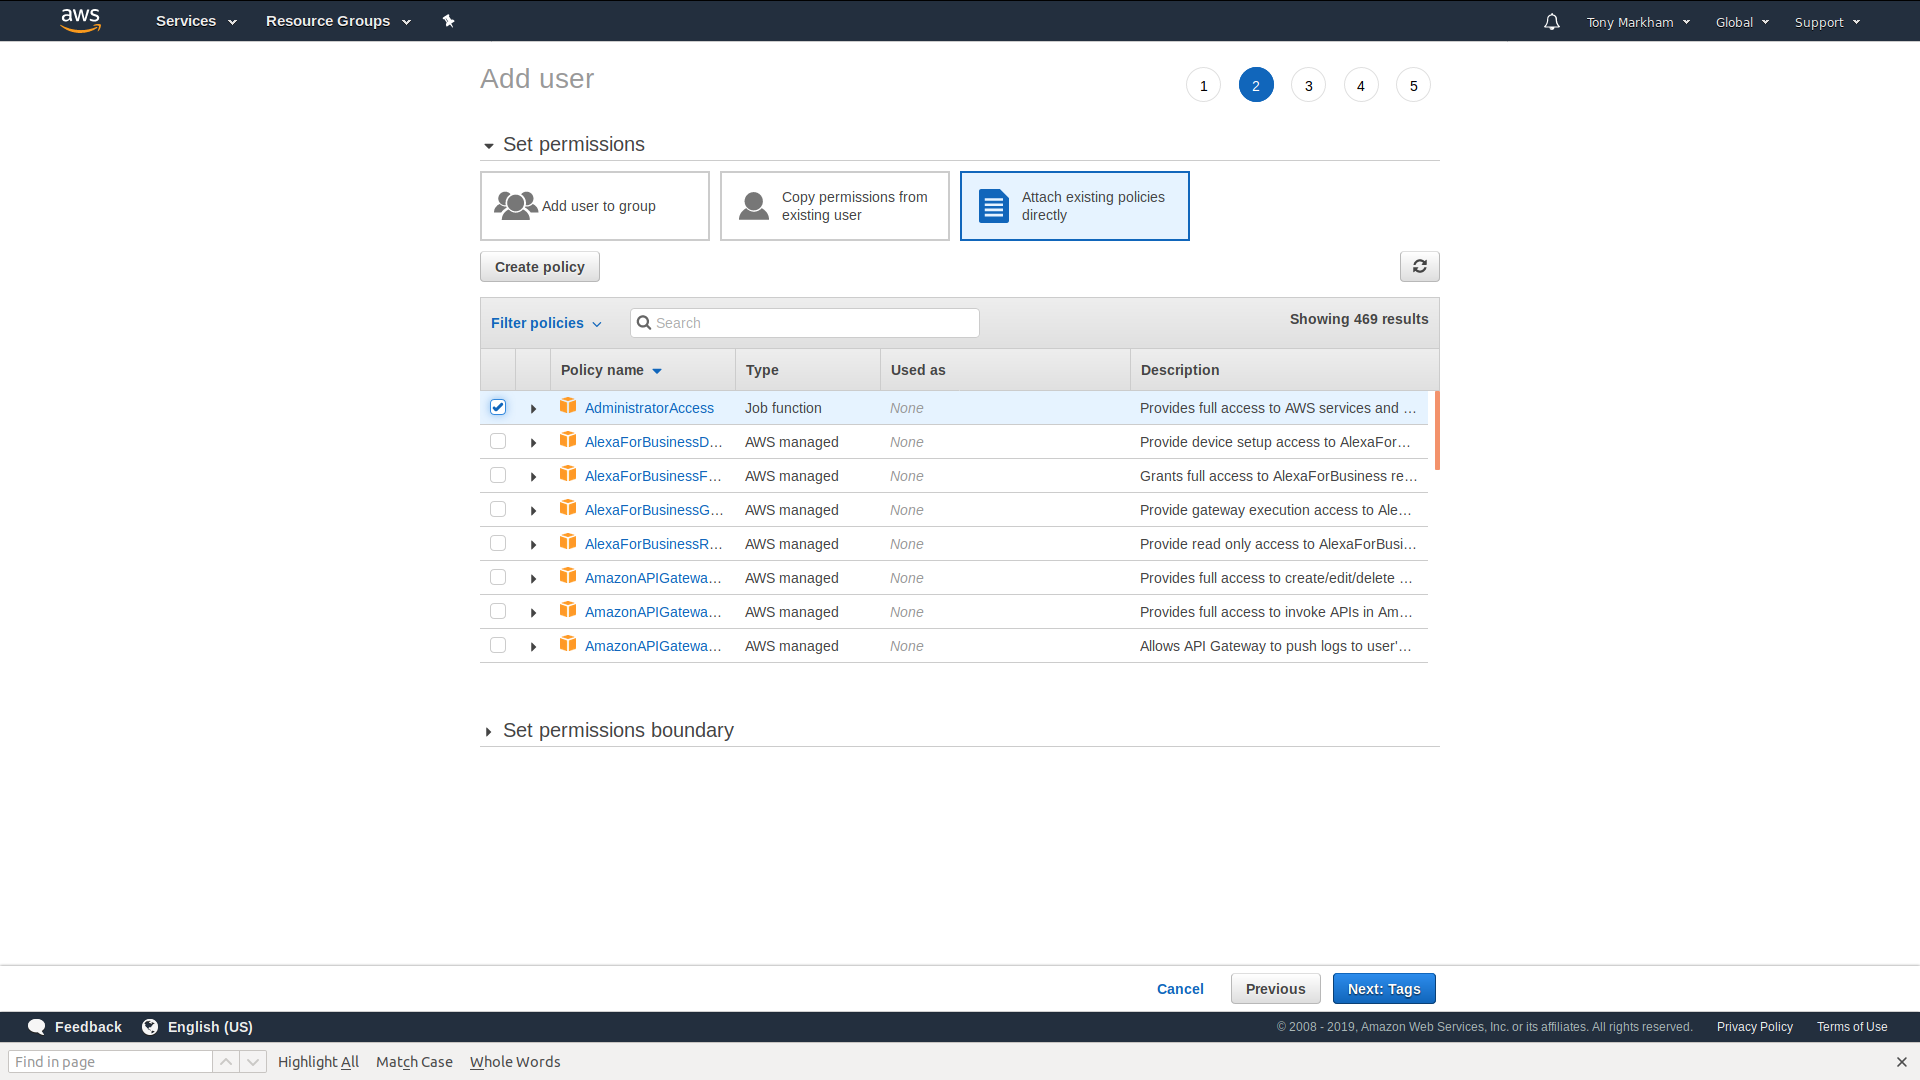 aws Services Resource Groups Tony Markham Global Support
Add user 1 2 3 4 5
Set permissions
Add user to group
Copy permissions from
existing user
Attach existing policies
directly
Create policy
Filter policies Search Showing 469 results
Policy name Type Used as Description
AdministratorAccess Job function None Provides full access to AWS services and ...
AlexaForBusinessD... AWS managed None Provide device setup access to AlexaFor...
AlexaForBusinessF... AWS managed None Grants full access to AlexaForBusiness re...
AlexaForBusinessG... AWS managed None Provide gateway execution access to Ale...
AlexaForBusinessR... AWS managed None Provide read only access to AlexaForBusi...
AmazonAPIGatewa... AWS managed None Provides full access to create/edit/delete ...
AmazonAPIGatewa... AWS managed None Provides full access to invoke APIs in Am...
AmazonAPIGatewa... AWS managed None Allows API Gateway to push logs to user'...
Set permissions boundary
Cancel Previous Next: Tags
Feedback English (US) © 2008 - 2019, Amazon Web Services, Inc. or its affiliates. All rights reserved. Privacy Policy Terms of Use
Find in page Highlight All Match Case Whole Words